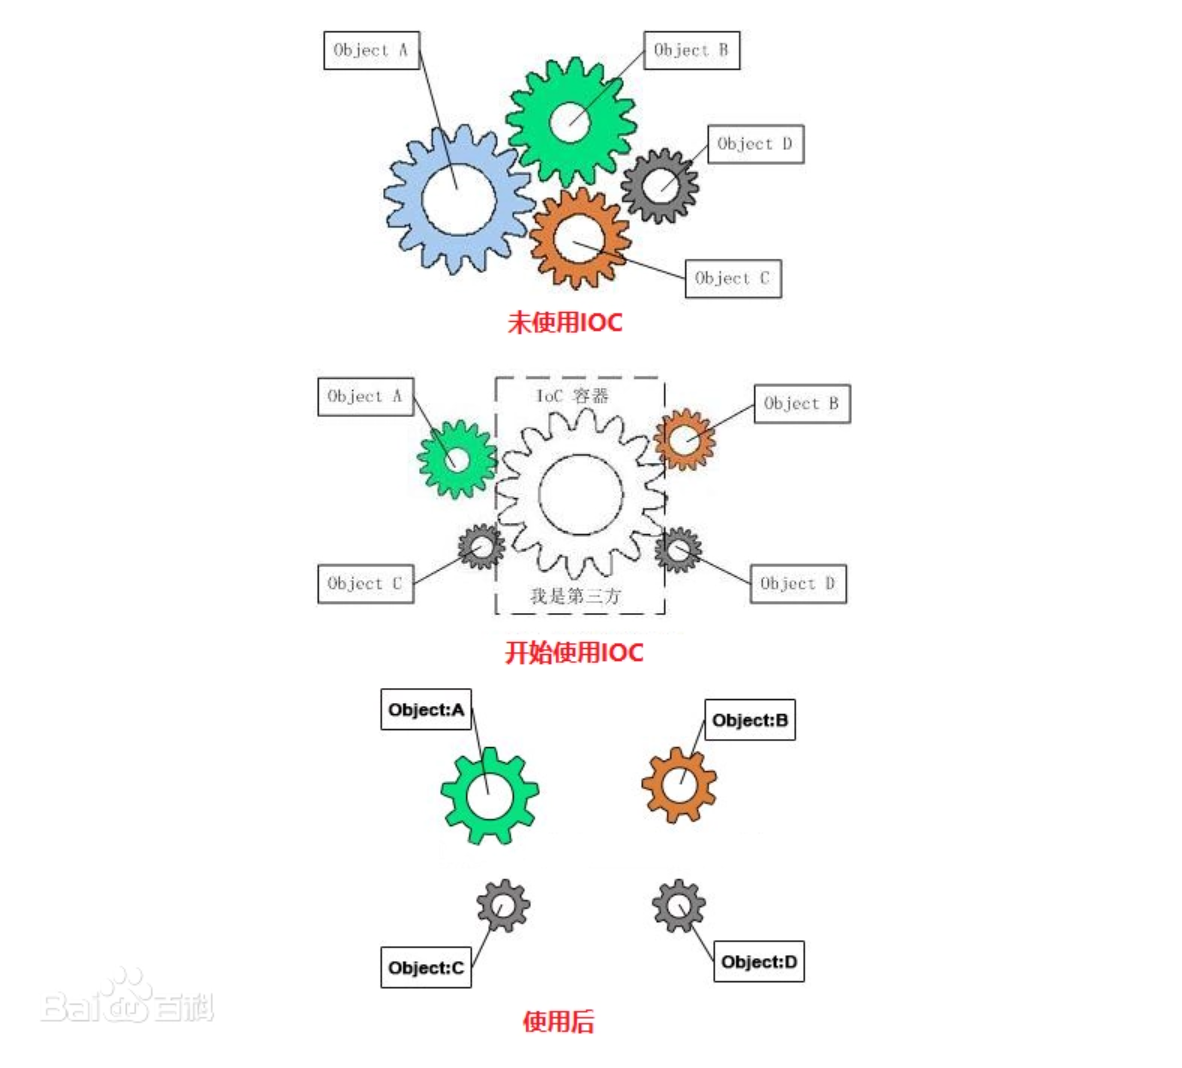 Object A
Object B
Object D
Object C
未使用IOC
Object A
IoC 容器
Object B
Object C
我是第三方
Object D
开始使用IOC
Object:A
Object:B
Object:C
Object:D
Baidu百科
使用后